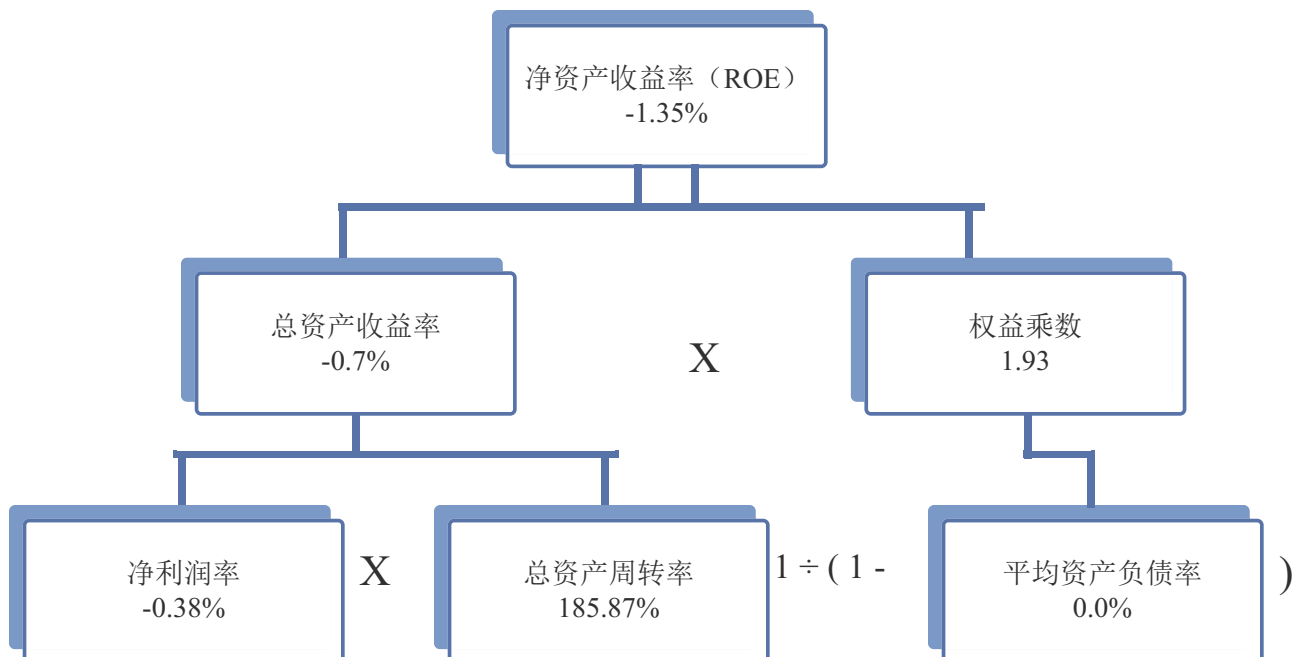 净资产收益率（ROE）
-1.35%
总资产收益率
-0.7%
X
权益乘数
1.93
净利润率
-0.38%
X
总资产周转率
185.87%
1 ÷ ( 1 -
平均资产负债率
0.0%
)